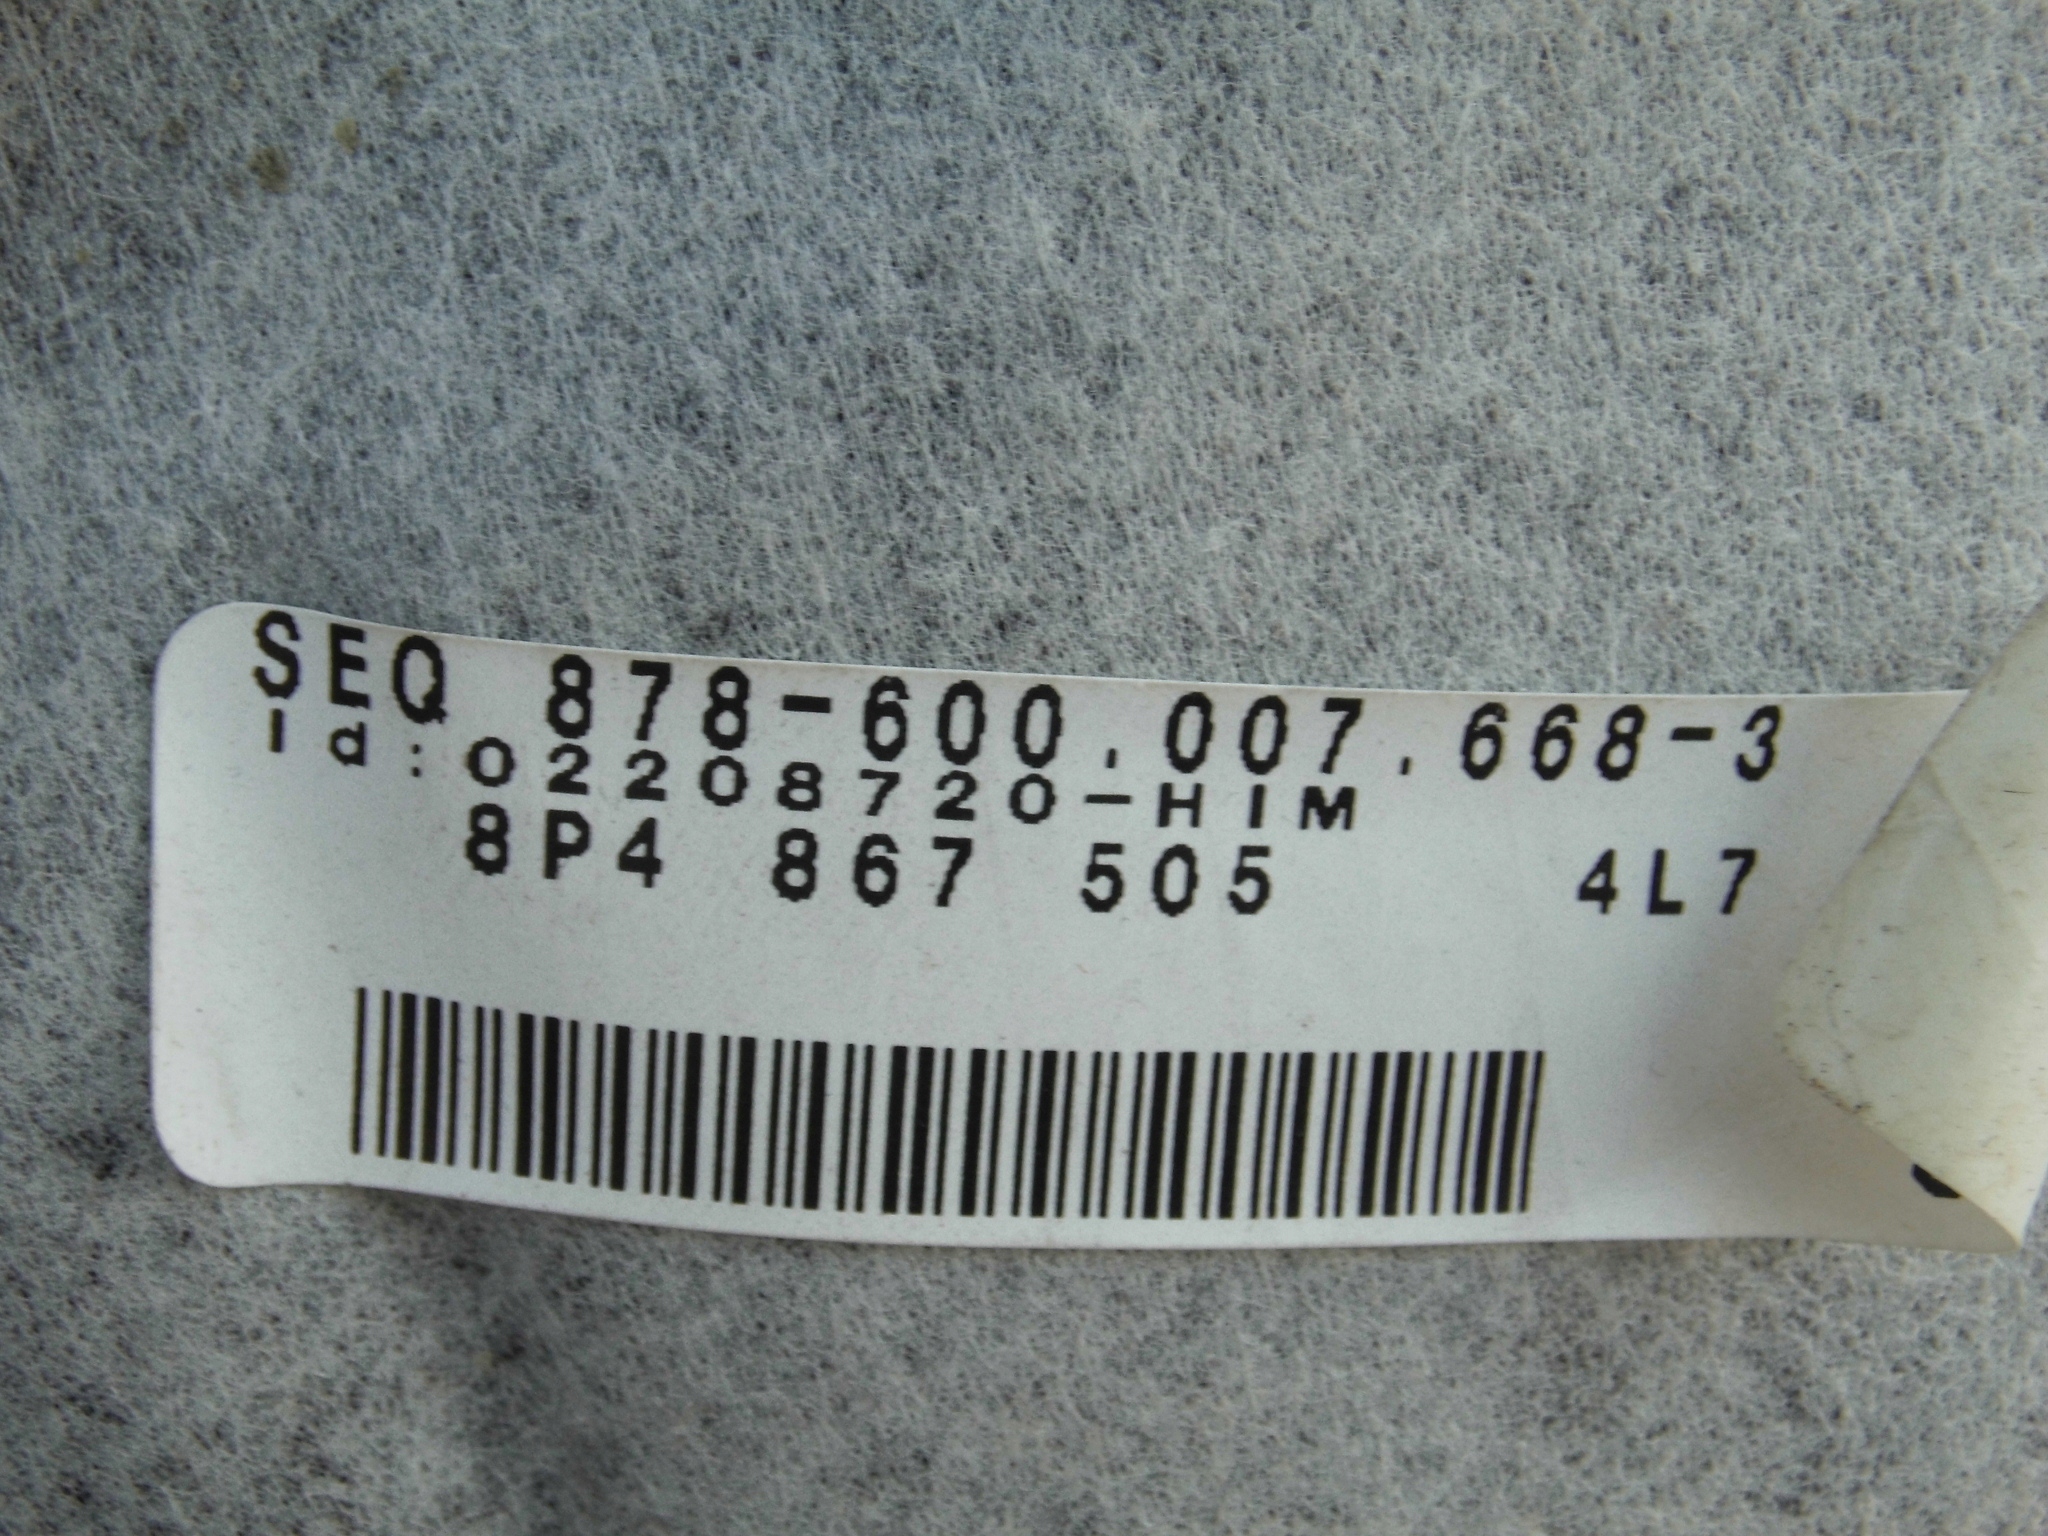 SEQ 878-600.007.668-3
Id:02208720-HIM
8P4 867 505 4L7